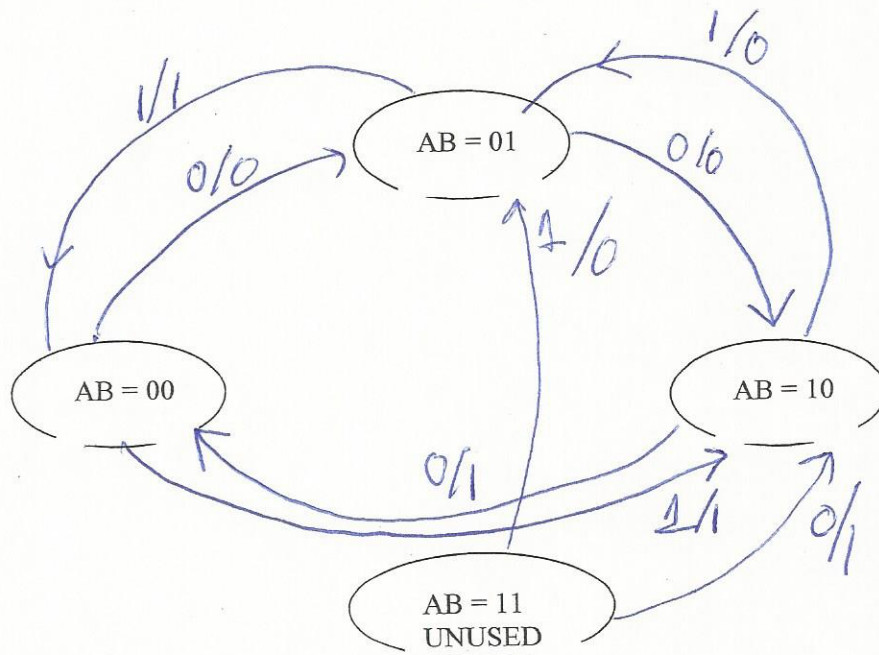 1/0
1/1
AB = 01
0/0
0/0
1/0
AB = 00
AB = 10
0/1
1/1
0/1
AB = 11
UNUSED